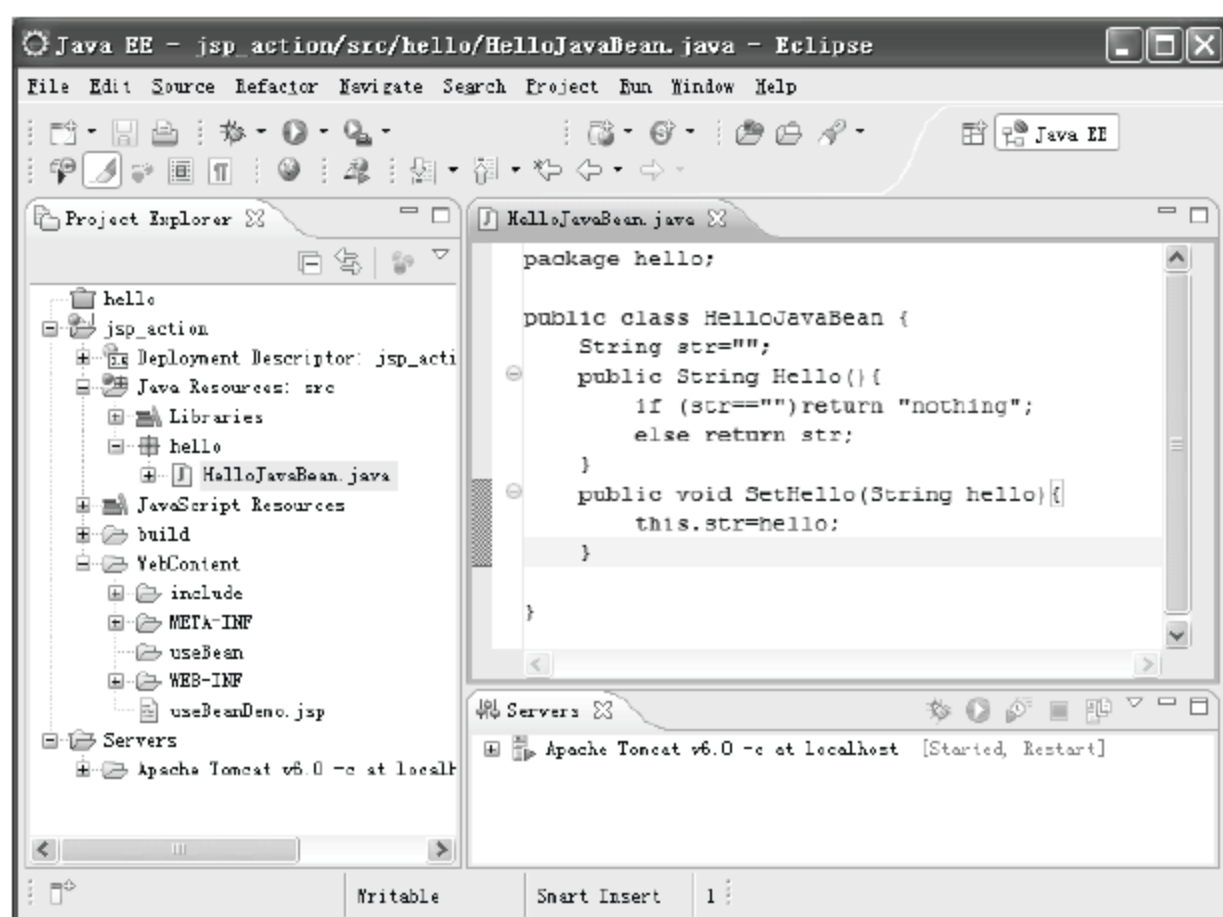 Java EE - jsp_action/src/hello/HelloJavaBean.java - Eclipse
File Edit Source Refactor Navigate Search Project Run Window Help
Java EE
Project Explorer
hello
jsp_action
Deployment Descriptor: jsp_acti
Java Resources: src
Libraries
hello
HelloJavaBean.java
JavaScript Resources
build
WebContent
include
META-INF
useBean
WEB-INF
useBeanDemo.jsp
Servers
Apache Tomcat v6.0 -c at localh
HelloJavaBean.java
package hello;
public class HelloJavaBean {
String str="";
public String Hello(){
if (str=="")return "nothing";
else return str;
}
public void SetHello(String hello){
this.str=hello;
}
}
Servers
Apache Tomcat v6.0 -c at localhost [Started, Restart]
Writable
Smart Insert
1